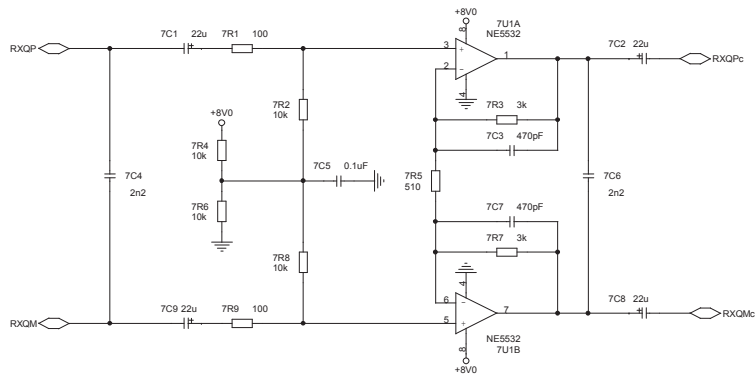 +8V0
7U1A
NE5532
7C1 22u 7R1 100
7C2 22u
RXQP
RXQPc
8
3
1
2
4
7R2
10k
7R3 3k
+8V0
7C3 470pF
7R4
10k
7C5 0.1uF
7C4
2n2
7R5
510
7C6
2n2
7R6
10k
7C7 470pF
7R7 3k
7R8
10k
4
7C9 22u 7R9 100
6
7
7C8 22u
RXQM
5
RXQMc
8
NE5532
7U1B
+8V0